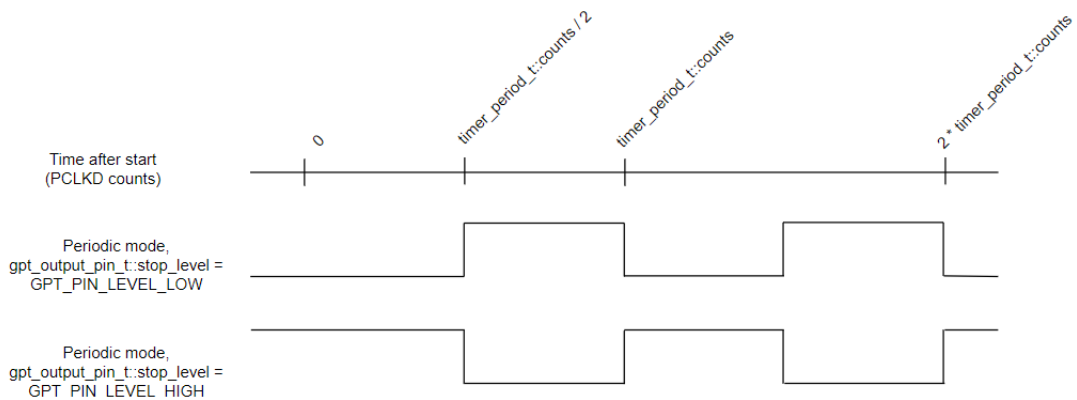 0
timer_period_t::counts / 2
timer_period_t::counts
2 * timer_period_t::counts
Time after start
(PCLKD counts)
Periodic mode,
gpt_output_pin_t::stop_level =
GPT_PIN_LEVEL_LOW
Periodic mode,
gpt_output_pin_t::stop_level =
GPT_PIN_LEVEL_HIGH